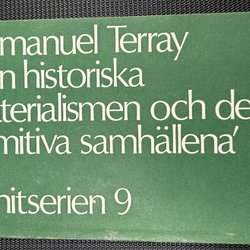 manuel Terray
n historiska
aterialismen och de
mitiva samhällena'
nitserien 9